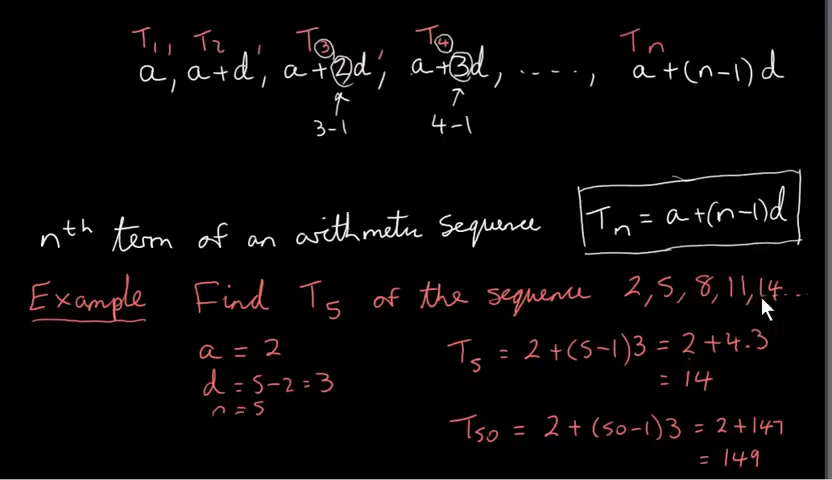 T1, T2, T3, T4 Tn
a, a+d, a+2d, a+3d, ....., a+(n-1)d
3-1 4-1
nth term of an arithmetic sequence Tn = a+(n-1)d
Example Find T5 of the sequence 2, 5, 8, 11, 14...
a = 2 T5 = 2+(5-1)3 = 2+4.3
d = 5-2 = 3 = 14
n = 5
T50 = 2+(50-1)3 = 2+147
= 149